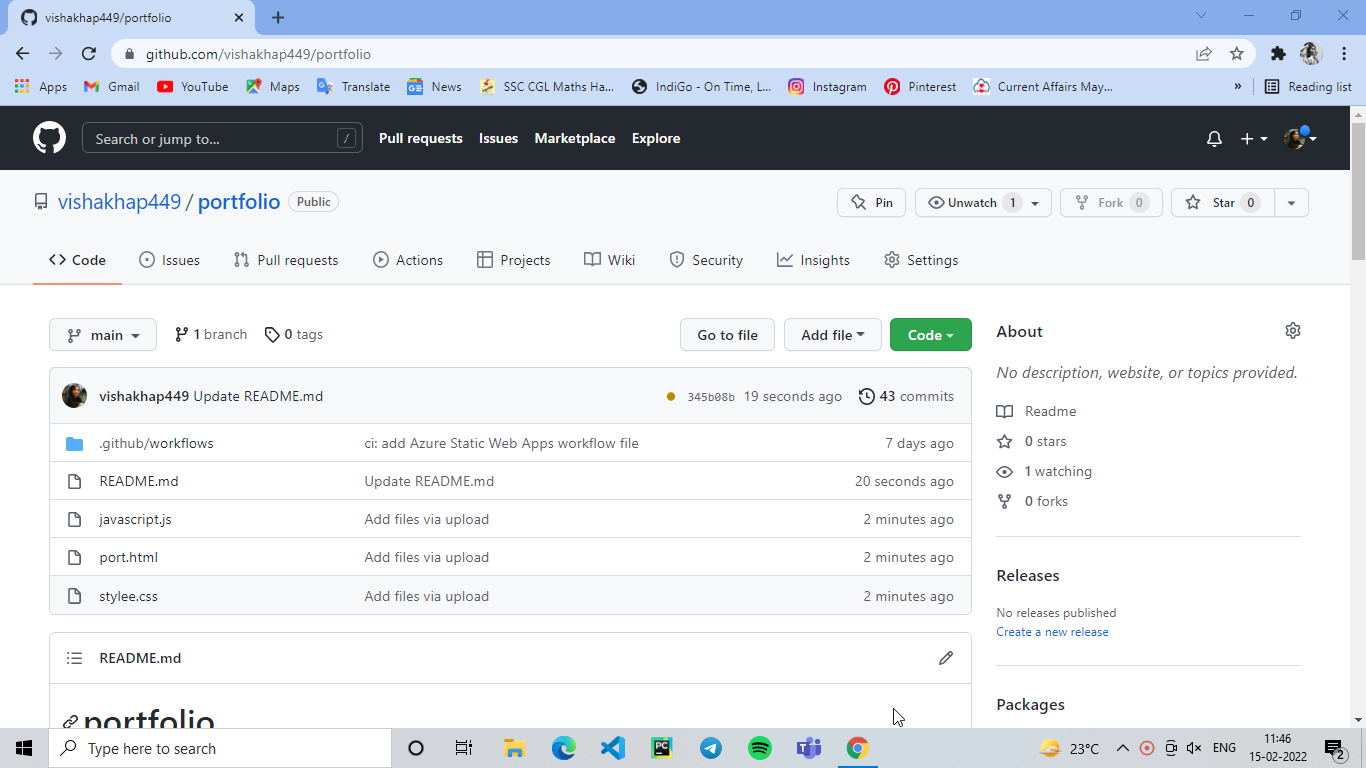 vishakhap449/portfolio
github.com/vishakhap449/portfolio
Apps Gmail YouTube Maps Translate News SSC CGL Maths Ha... IndiGo - On Time, L... Instagram Pinterest Current Affairs May... » Reading list
Search or jump to... / Pull requests Issues Marketplace Explore
vishakhap449 / portfolio Public Pin Unwatch 1 Fork 0 Star 0
Code Issues Pull requests Actions Projects Wiki Security Insights Settings
main 1 branch 0 tags Go to file Add file Code
vishakhap449 Update README.md 345b08b 19 seconds ago 43 commits
.github/workflows ci: add Azure Static Web Apps workflow file 7 days ago
README.md Update README.md 20 seconds ago
javascript.js Add files via upload 2 minutes ago
port.html Add files via upload 2 minutes ago
stylee.css Add files via upload 2 minutes ago
README.md
portfolio
About
No description, website, or topics provided.
Readme
0 stars
1 watching
0 forks
Releases
No releases published
Create a new release
Packages
Type here to search
PC
23°C ENG 11:46
15-02-2022
2